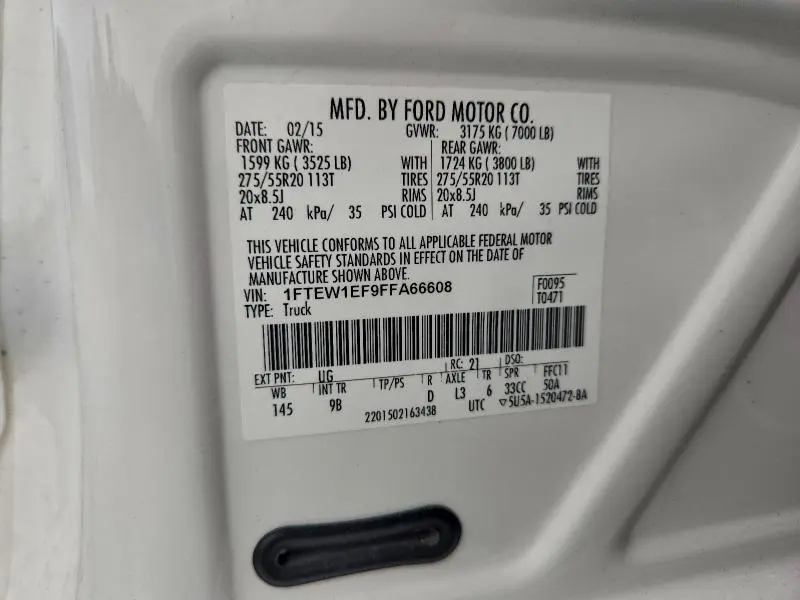 MFD. BY FORD MOTOR CO.
DATE: 02/15 GVWR: 3175 KG ( 7000 LB)
FRONT GAWR: REAR GAWR:
1599 KG ( 3525 LB) WITH 1724 KG ( 3800 LB) WITH
275/55R20 113T TIRES 275/55R20 113T TIRES
20x8.5J RIMS 20x8.5J RIMS
AT 240 kPa/ 35 PSI COLD AT 240 kPa/ 35 PSI COLD
THIS VEHICLE CONFORMS TO ALL APPLICABLE FEDERAL MOTOR
VEHICLE SAFETY STANDARDS IN EFFECT ON THE DATE OF
MANUFACTURE SHOWN ABOVE.
VIN: 1FTEW1EF9FFA66608 F0095
TYPE: Truck T0471
EXT PNT: UG RC: 21 DSO:
WB INT TR TP/PS R AXLE TR SPR FFC11
145 9B D L3 6 33CC 50A
2201502163438 UTC ▽5U5A-1520472-BA